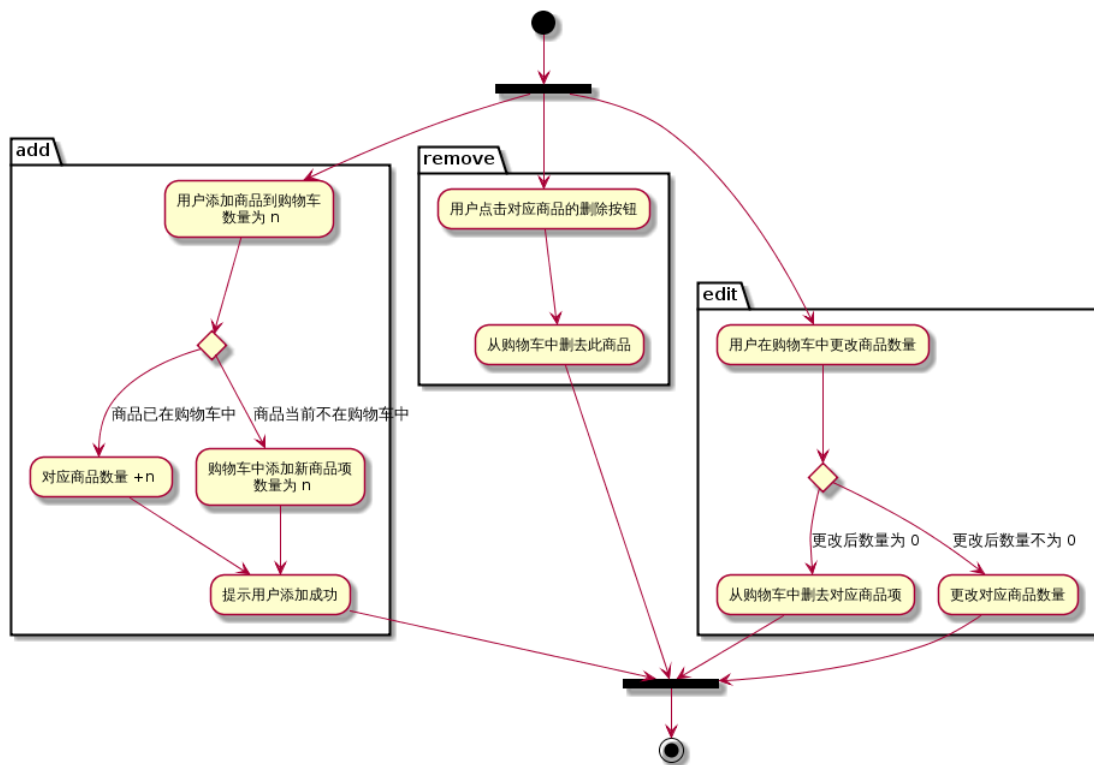 add
用户添加商品到购物车
数量为 n
商品已在购物车中
商品当前不在购物车中
对应商品数量 +n
购物车中添加新商品项
数量为 n
提示用户添加成功
remove
用户点击对应商品的删除按钮
从购物车中删去此商品
edit
用户在购物车中更改商品数量
更改后数量为 0
更改后数量不为 0
从购物车中删去对应商品项
更改对应商品数量